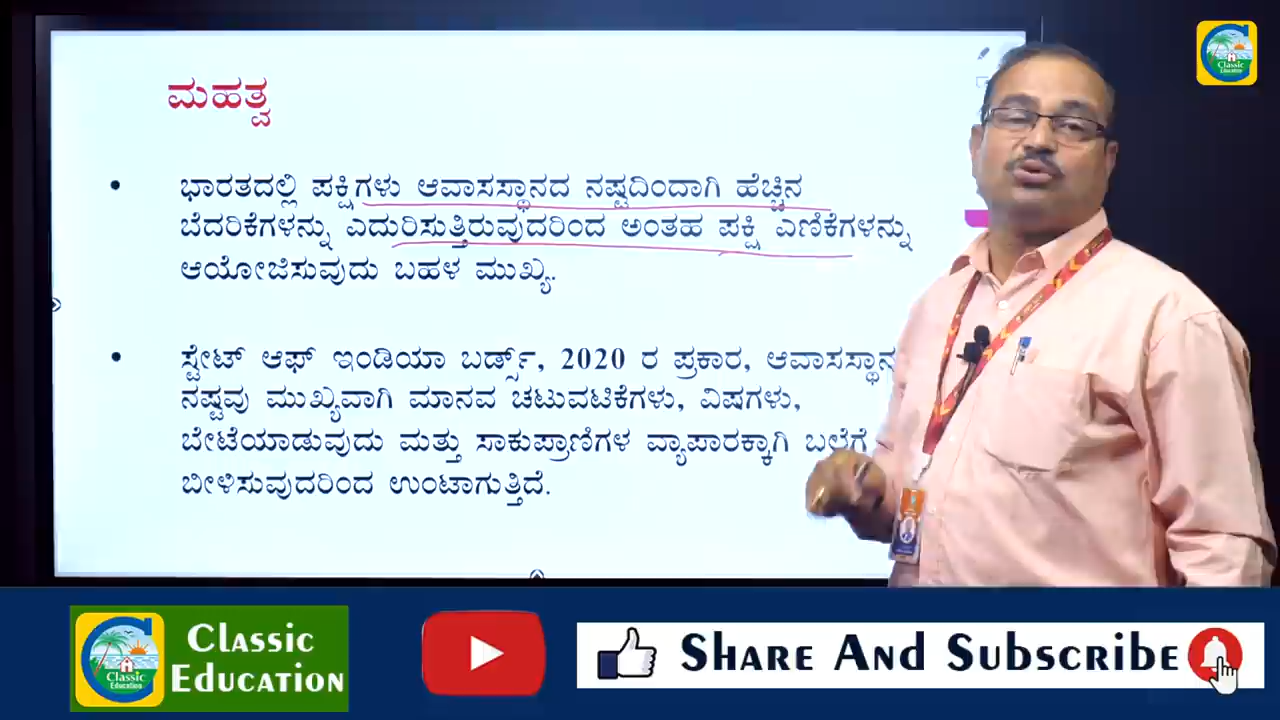 ಮಹತ್ವ
Classic
Education
• ಭಾರತದಲ್ಲಿ ಪಕ್ಷಿಗಳು ಆವಾಸಸ್ಥಾನದ ನಷ್ಟದಿಂದಾಗಿ ಹೆಚ್ಚಿನ
ಬೆದರಿಕೆಗಳನ್ನು ಎದುರಿಸುತ್ತಿರುವುದರಿಂದ ಅಂತಹ ಪಕ್ಷಿ ಎಣಿಕೆಗಳನ್ನು
ಆಯೋಜಿಸುವುದು ಬಹಳ ಮುಖ್ಯ.
• ಸ್ಟೇಟ್ ಆಫ್ ಇಂಡಿಯಾ ಬರ್ಡ್ಸ್, 2020 ರ ಪ್ರಕಾರ, ಆವಾಸಸ್ಥಾನ
ನಷ್ಟವು ಮುಖ್ಯವಾಗಿ ಮಾನವ ಚಟುವಟಿಕೆಗಳು, ವಿಷಗಳು,
ಬೇಟೆಯಾಡುವುದು ಮತ್ತು ಸಾಕುಪ್ರಾಣಿಗಳ ವ್ಯಾಪಾರಕ್ಕಾಗಿ ಬಲೆಗೆ
ಬೀಳಿಸುವುದರಿಂದ ಉಂಟಾಗುತ್ತಿದೆ.
Classic
Education
Classic
Education
Share And Subscribe